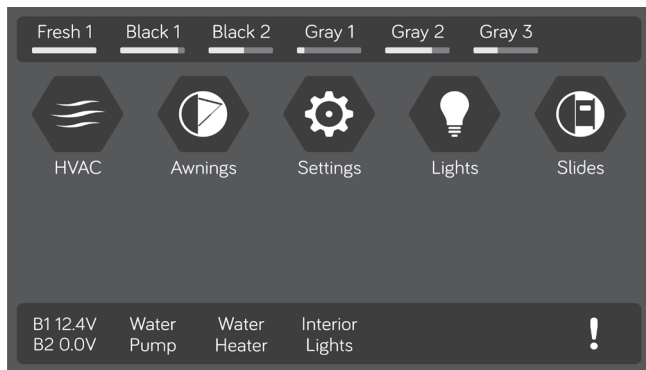 Fresh 1 Black 1 Black 2 Gray 1 Gray 2 Gray 3
HVAC Awnings Settings Lights Slides
B1 12.4V Water Water Interior
B2 0.0V Pump Heater Lights
!